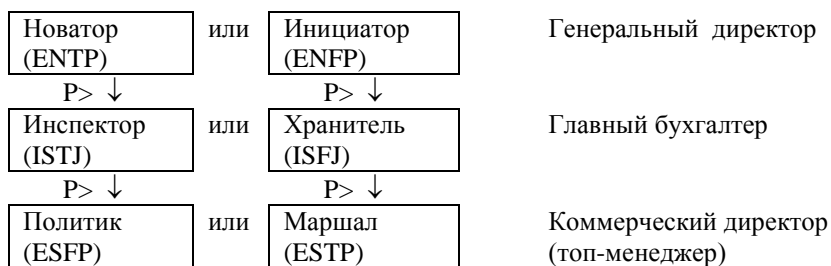 Новатор или Инициатор Генеральный директор
(ENTP) (ENFP)
P> ↓ P> ↓
Инспектор или Хранитель Главный бухгалтер
(ISTJ) (ISFJ)
P> ↓ P> ↓
Политик или Маршал Коммерческий директор
(ESFP) (ESTP) (топ-менеджер)